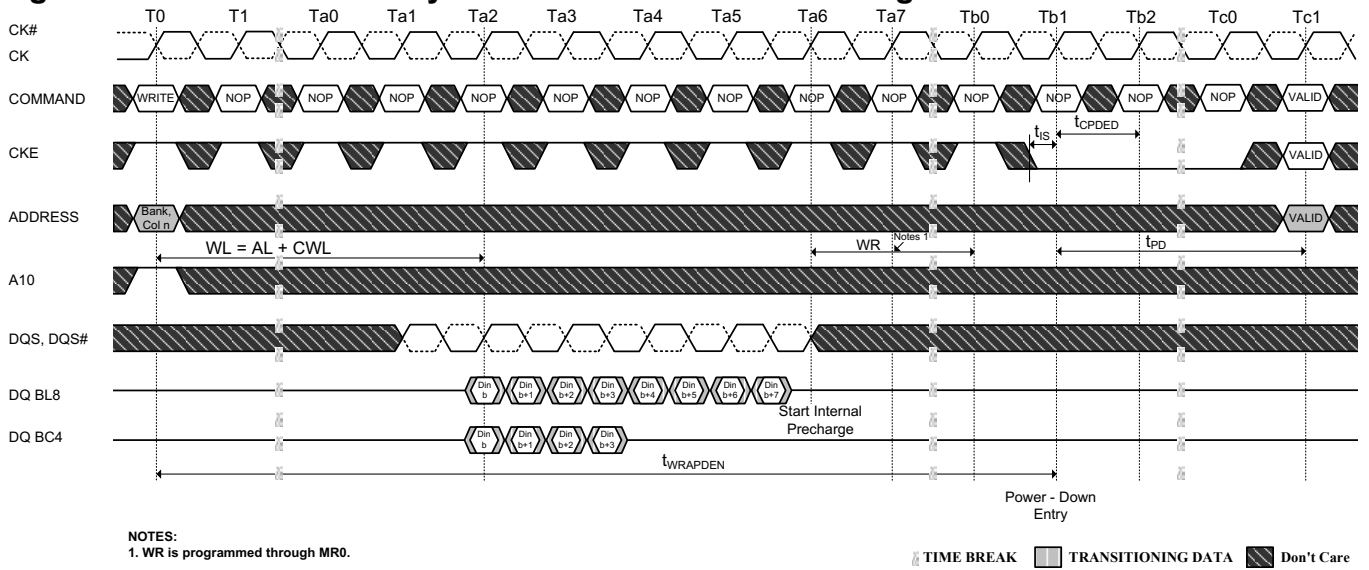 T0 T1 Ta0 Ta1 Ta2 Ta3 Ta4 Ta5 Ta6 Ta7 Tb0 Tb1 Tb2 Tc0 Tc1
CK#
CK
COMMAND WRITE NOP NOP NOP NOP NOP NOP NOP NOP NOP NOP NOP NOP NOP VALID
tIS tCPDED
CKE VALID
ADDRESS Bank, Col n VALID
WL = AL + CWL WR Notes 1 tPD
A10
DQS, DQS#
DQ BL8 Din b Din b+1 Din b+2 Din b+3 Din b+4 Din b+5 Din b+6 Din b+7
Start Internal
Precharge
DQ BC4 Din b Din b+1 Din b+2 Din b+3
tWRAPDEN
Power - Down
Entry
NOTES:
1. WR is programmed through MR0.
TIME BREAK TRANSITIONING DATA Don't Care